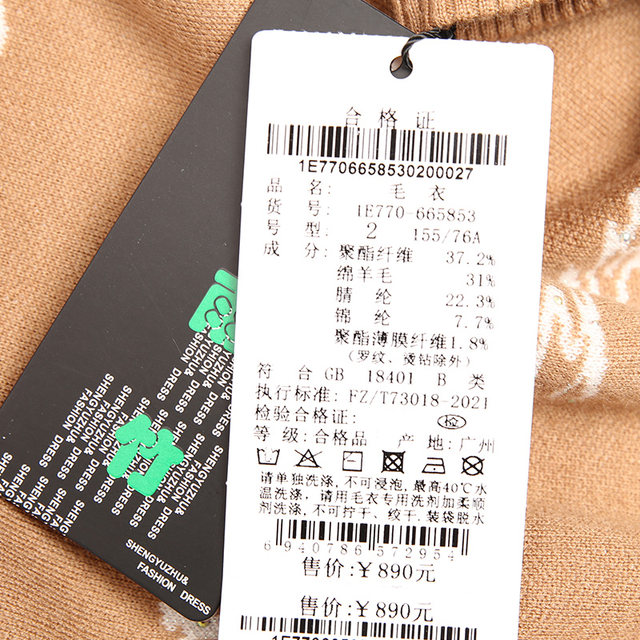 合格证
1E7706658530200027
品名: 毛衣
货号: 1E770-665853
号型: 2 155/76A
成分: 聚酯纤维 37.2%
绵羊毛 31%
腈纶 22.3%
锦纶 7.7%
聚酯薄膜纤维1.8%
(罗纹、烫钻除外)
符合GB 18401 B类
执行标准: FZ/T73018-2021
检验合格证: 检
等级: 合格品 产地: 广州
请单独洗涤, 不可浸泡, 最高40℃水
温洗涤, 请用毛衣专用洗剂加柔顺
剂洗涤, 不可拧干、绞干, 装袋脱水
6940786572954
售价: ¥890元
售价: ¥890元
SHENGYUZHU&
FASHION DRESS